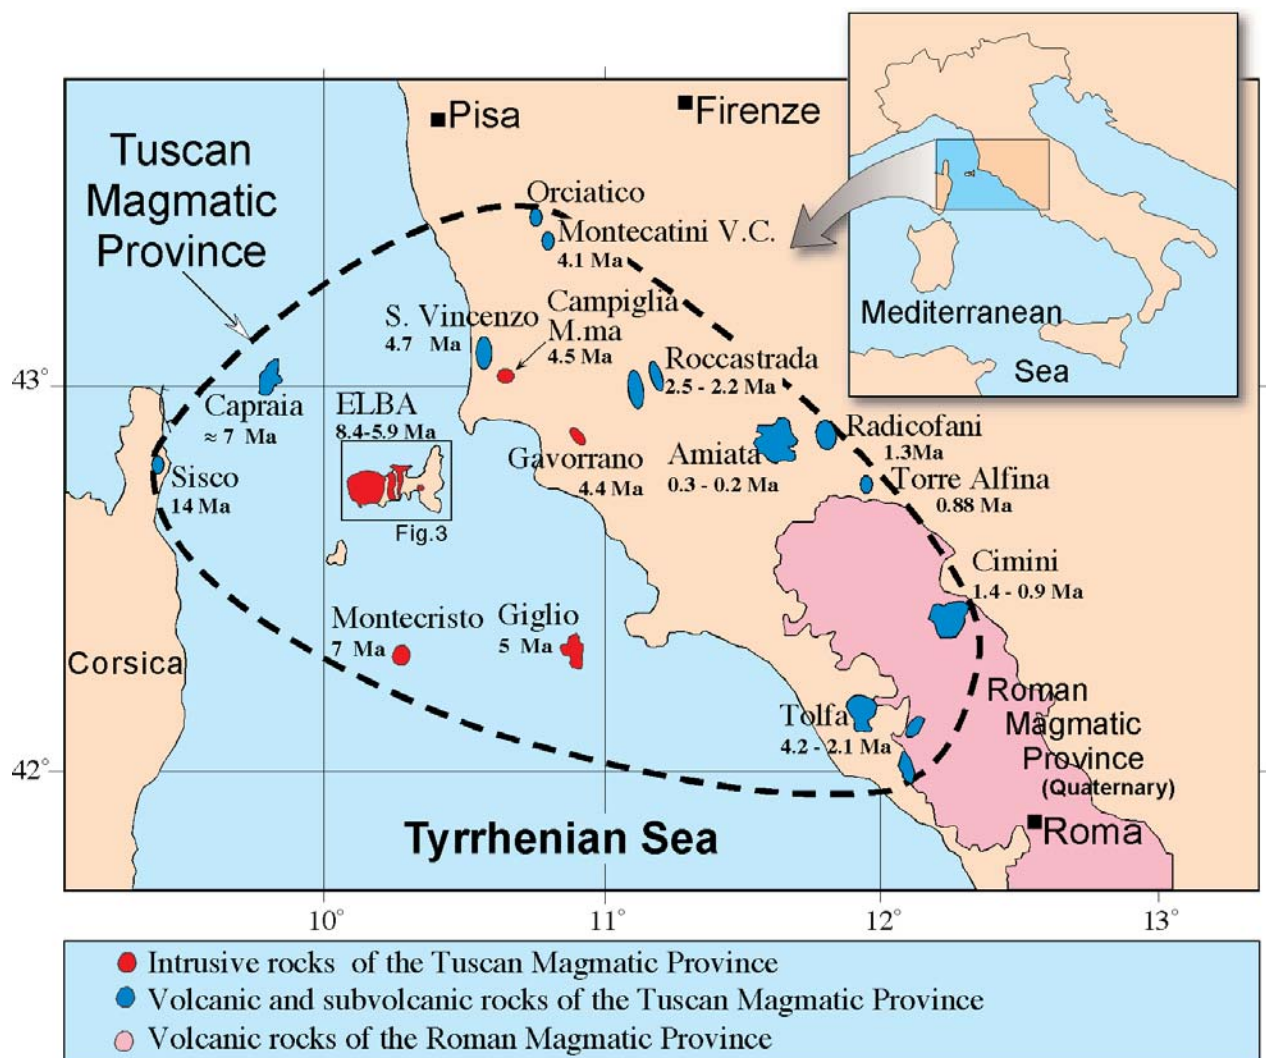 Pisa
Firenze
Tuscan
Magmatic
Province
Orciatico
Montecatini V.C.
4.1 Ma
Mediterranean
Sea
S. Vincenzo
4.7 Ma
Campiglia
M.ma
4.5 Ma
Roccastrada
2.5 - 2.2 Ma
43°
Capraia
≈ 7 Ma
ELBA
8.4-5.9 Ma
Fig.3
Sisco
14 Ma
Gavorrano
4.4 Ma
Amiata
0.3 - 0.2 Ma
Radicofani
1.3Ma
Torre Alfina
0.88 Ma
Cimini
1.4 - 0.9 Ma
Montecristo
7 Ma
Giglio
5 Ma
Corsica
Tolfa
4.2 - 2.1 Ma
Roman
Magmatic
Province
(Quaternary)
42°
Tyrrhenian Sea
Roma
10°
11°
12°
13°
Intrusive rocks of the Tuscan Magmatic Province
Volcanic and subvolcanic rocks of the Tuscan Magmatic Province
Volcanic rocks of the Roman Magmatic Province